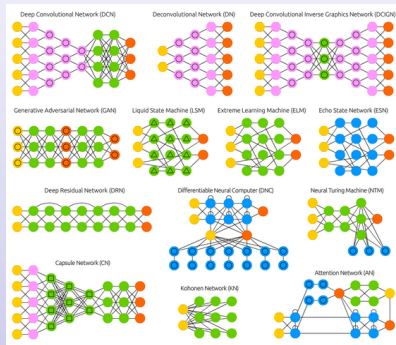 Deep Convolutional Network (DCN)
Deconvolutional Network (DN)
Deep Convolutional Inverse Graphics Network (DCIGN)
Generative Adversarial Network (GAN)
Liquid State Machine (LSM)
Extreme Learning Machine (ELM)
Echo State Network (ESN)
Deep Residual Network (DRN)
Differentiable Neural Computer (DNC)
Neural Turing Machine (NTM)
Capsule Network (CN)
Kohonen Network (KN)
Attention Network (AN)